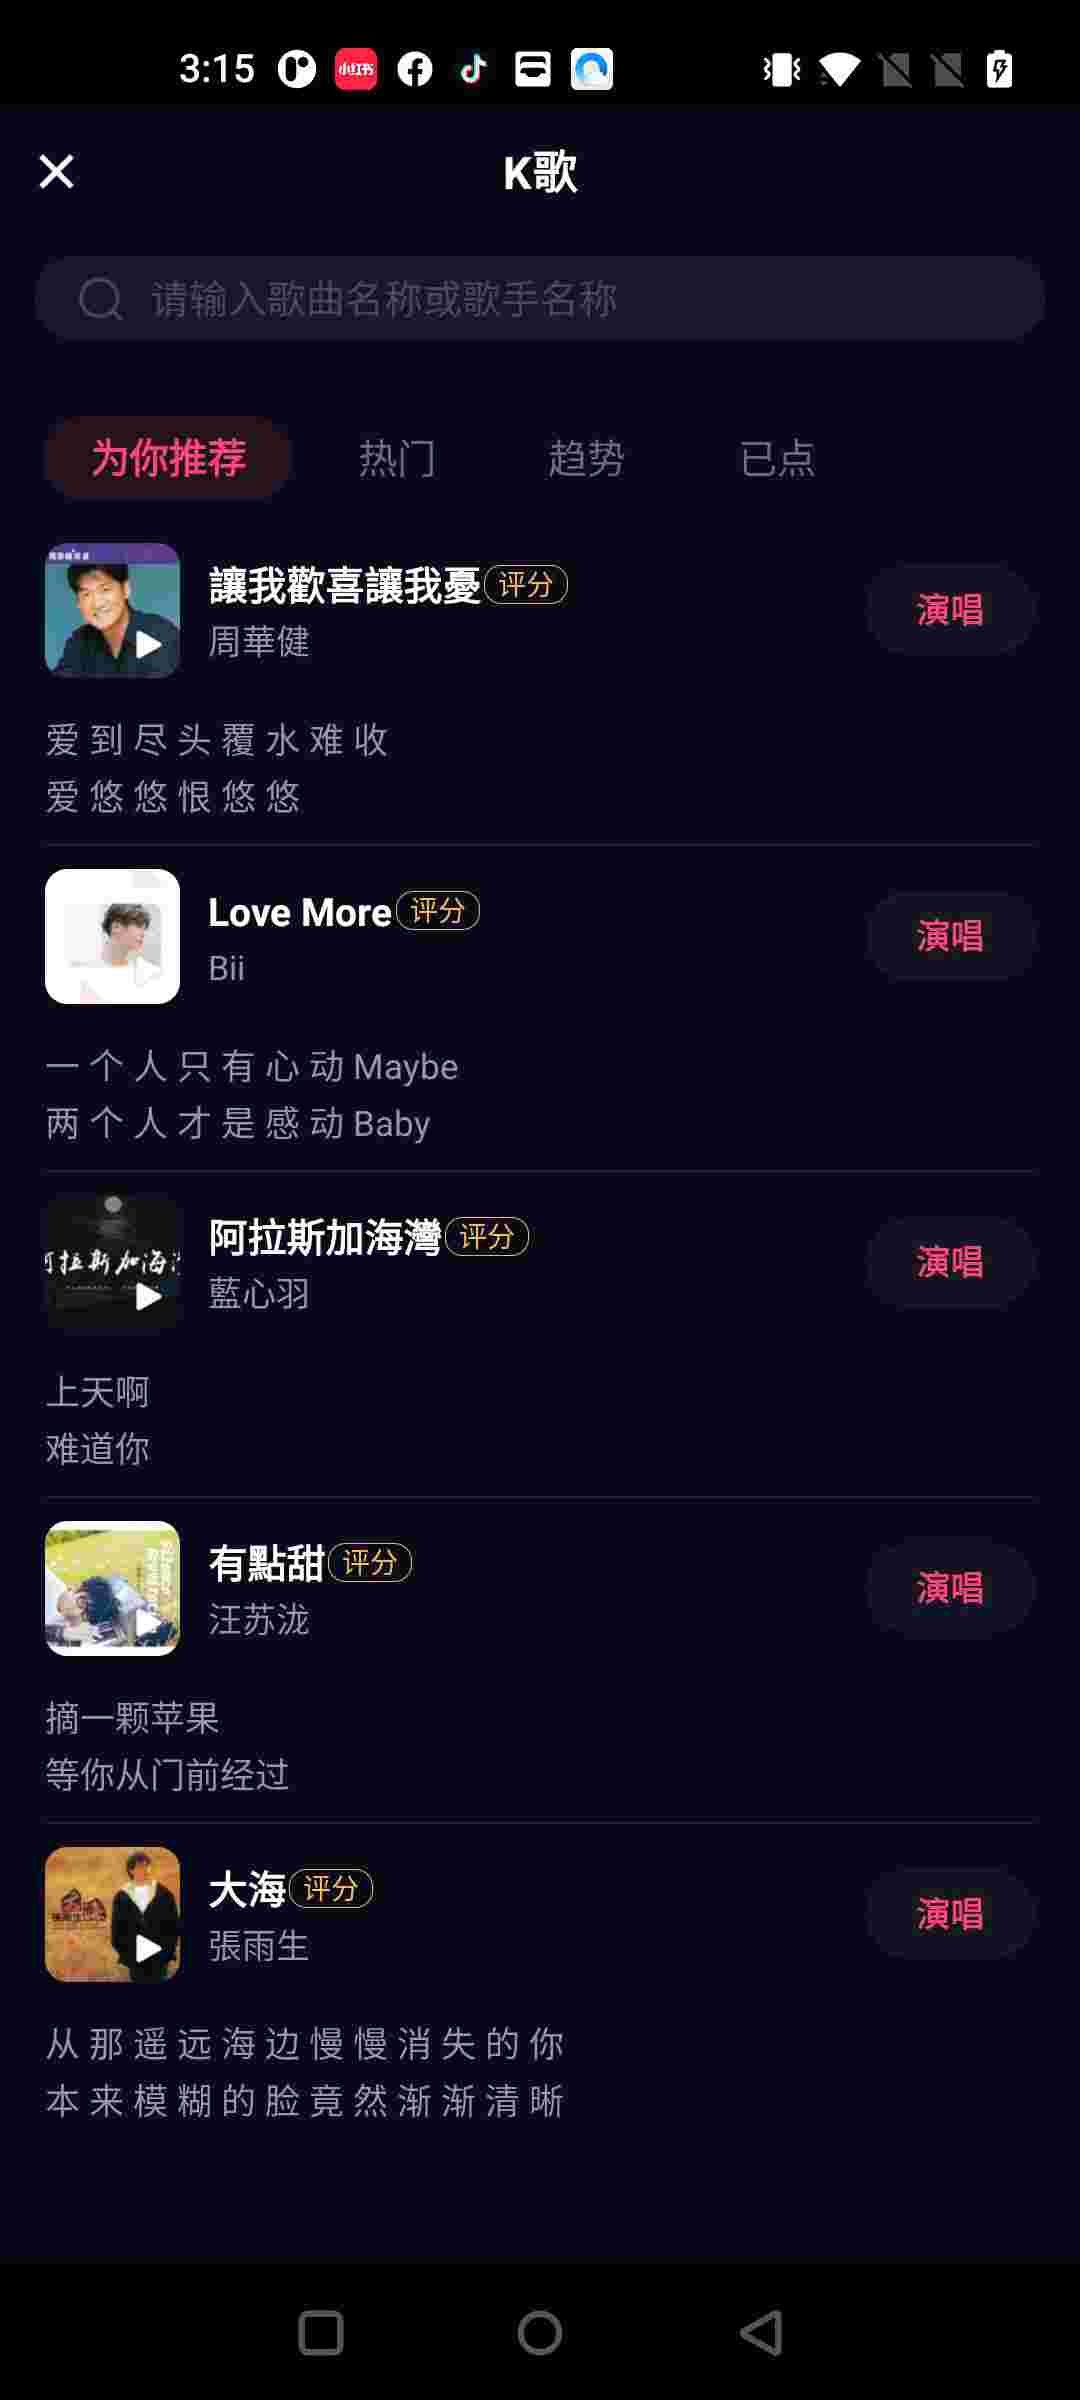 3:15
小红书
K歌
请输入歌曲名称或歌手名称
为你推荐
热门
趋势
已点
讓我歡喜讓我憂
评分
周華健
演唱
爱 到 尽 头 覆 水 难 收
爱 悠 悠 恨 悠 悠
Love More
评分
Bii
演唱
一 个 人 只 有 心 动 Maybe
两 个 人 才 是 感 动 Baby
阿拉斯加海
阿拉斯加海灣
评分
藍心羽
演唱
上天啊
难道你
有點甜
评分
汪苏泷
演唱
摘一颗苹果
等你从门前经过
大海
评分
張雨生
演唱
从 那 遥 远 海 边 慢 慢 消 失 的 你
本 来 模 糊 的 脸 竟 然 渐 渐 清 晰